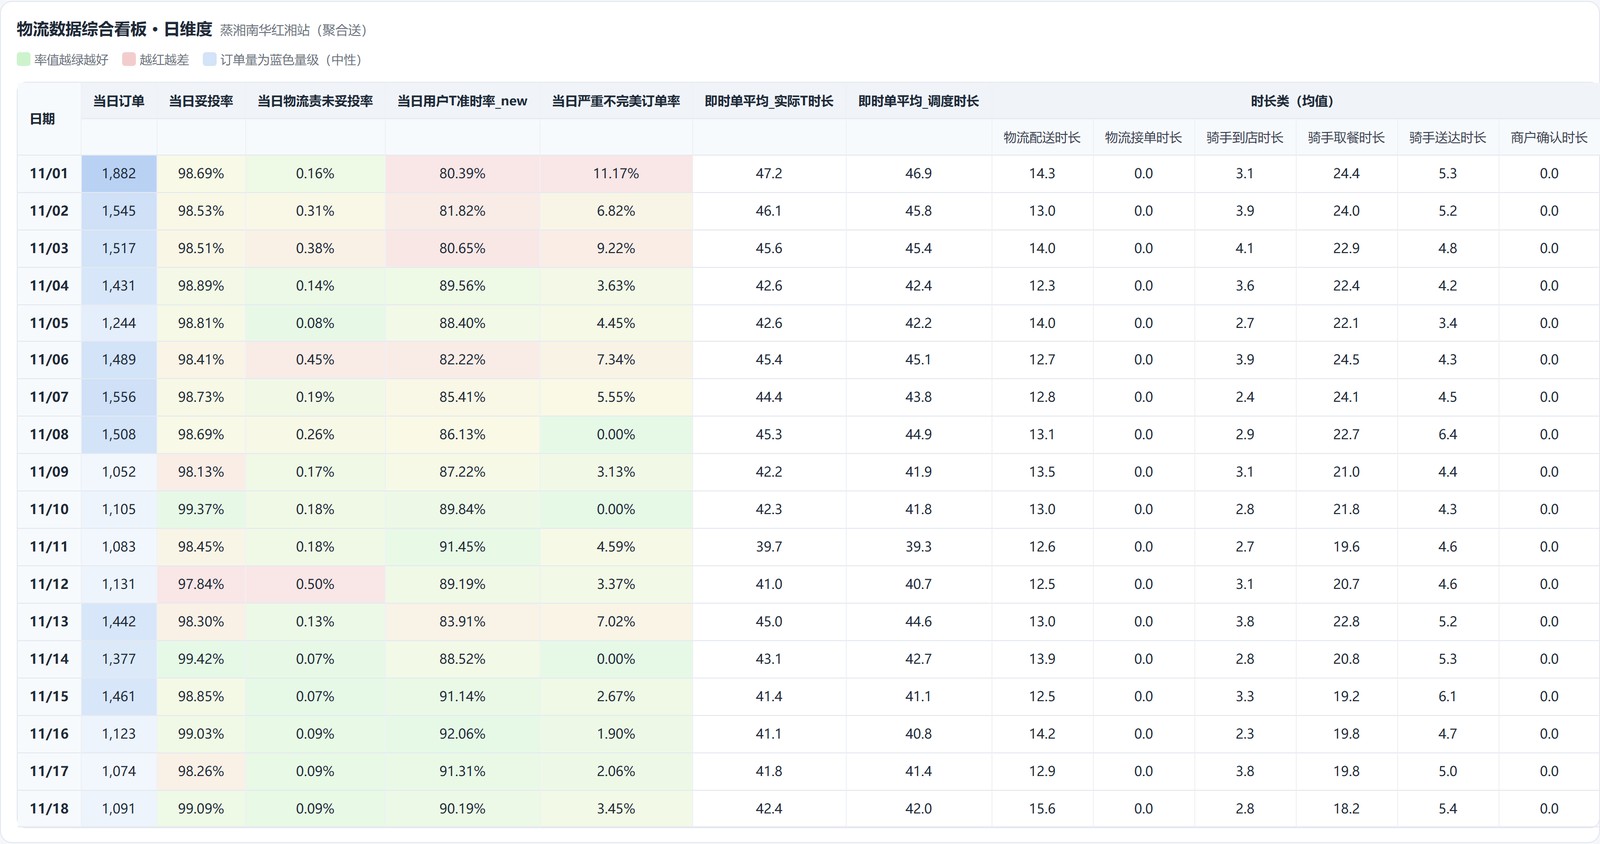 物流数据综合看板 • 日维度 蒸湘南华红湘站（聚合送）
率值越绿越好 越红越差 订单量为蓝色量级（中性）
日期 当日订单 当日妥投率 当日物流责未妥投率 当日用户T准时率_new 当日严重不完美订单率 即时单平均_实际T时长 即时单平均_调度时长 时长类（均值）
物流配送时长 物流接单时长 骑手到店时长 骑手取餐时长 骑手送达时长 商户确认时长
11/01 1,882 98.69% 0.16% 80.39% 11.17% 47.2 46.9 14.3 0.0 3.1 24.4 5.3 0.0
11/02 1,545 98.53% 0.31% 81.82% 6.82% 46.1 45.8 13.0 0.0 3.9 24.0 5.2 0.0
11/03 1,517 98.51% 0.38% 80.65% 9.22% 45.6 45.4 14.0 0.0 4.1 22.9 4.8 0.0
11/04 1,431 98.89% 0.14% 89.56% 3.63% 42.6 42.4 12.3 0.0 3.6 22.4 4.2 0.0
11/05 1,244 98.81% 0.08% 88.40% 4.45% 42.6 42.2 14.0 0.0 2.7 22.1 3.4 0.0
11/06 1,489 98.41% 0.45% 82.22% 7.34% 45.4 45.1 12.7 0.0 3.9 24.5 4.3 0.0
11/07 1,556 98.73% 0.19% 85.41% 5.55% 44.4 43.8 12.8 0.0 2.4 24.1 4.5 0.0
11/08 1,508 98.69% 0.26% 86.13% 0.00% 45.3 44.9 13.1 0.0 2.9 22.7 6.4 0.0
11/09 1,052 98.13% 0.17% 87.22% 3.13% 42.2 41.9 13.5 0.0 3.1 21.0 4.4 0.0
11/10 1,105 99.37% 0.18% 89.84% 0.00% 42.3 41.8 13.0 0.0 2.8 21.8 4.3 0.0
11/11 1,083 98.45% 0.18% 91.45% 4.59% 39.7 39.3 12.6 0.0 2.7 19.6 4.6 0.0
11/12 1,131 97.84% 0.50% 89.19% 3.37% 41.0 40.7 12.5 0.0 3.1 20.7 4.6 0.0
11/13 1,442 98.30% 0.13% 83.91% 7.02% 45.0 44.6 13.0 0.0 3.8 22.8 5.2 0.0
11/14 1,377 99.42% 0.07% 88.52% 0.00% 43.1 42.7 13.9 0.0 2.8 20.8 5.3 0.0
11/15 1,461 98.85% 0.07% 91.14% 2.67% 41.4 41.1 12.5 0.0 3.3 19.2 6.1 0.0
11/16 1,123 99.03% 0.09% 92.06% 1.90% 41.1 40.8 14.2 0.0 2.3 19.8 4.7 0.0
11/17 1,074 98.26% 0.09% 91.31% 2.06% 41.8 41.4 12.9 0.0 3.8 19.8 5.0 0.0
11/18 1,091 99.09% 0.09% 90.19% 3.45% 42.4 42.0 15.6 0.0 2.8 18.2 5.4 0.0